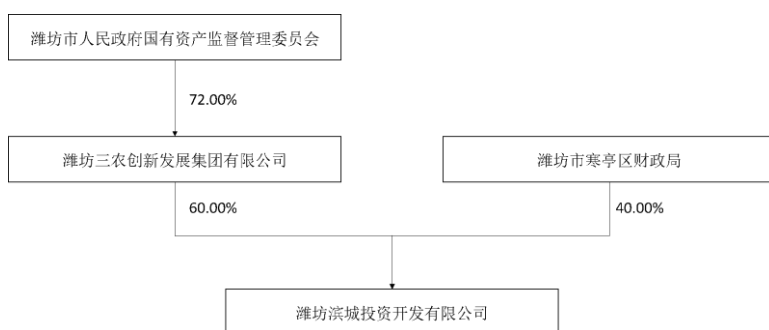 潍坊市人民政府国有资产监督管理委员会
72.00%
潍坊三农创新发展集团有限公司
潍坊市寒亭区财政局
60.00%
40.00%
潍坊滨城投资开发有限公司